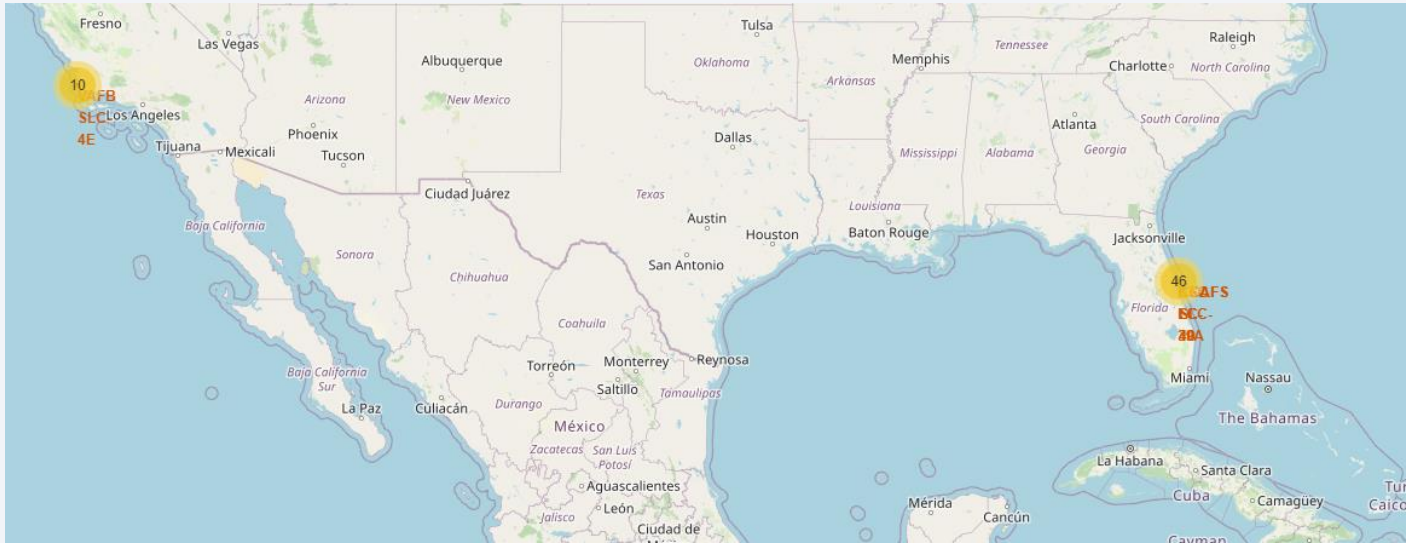 Fresno
Las Vegas
Tulsa
Raleigh
Albuquerque
Oklahoma
Memphis
Tennessee
Charlotte
North Carolina
10
Los Angeles
SLC-
4E
Arizona
New Mexico
Arkansas
Phoenix
Tucson
Dallas
Atlanta
South Carolina
Tijuana
Mexicali
Mississippi
Alabama
Georgia
Ciudad Juárez
Texas
Louisiana
Baja California
Austin
Houston
Baton Rouge
Jacksonville
Sonora
San Antonio
Chihuahua
46
Florida
Coahuila
Torreón
Monterrey
Reynosa
Saltillo
Miami
Nassau
Baja California
Sur
Tamaulipas
La Paz
Culiacán
Durango
México
The Bahamas
Zacatecas
San Luis
Potosí
La Habana
Santa Clara
Aguascalientes
León
Cuba
Camagüey
Jalisco
Mérida
Cancún
Ciudad de
Cayman